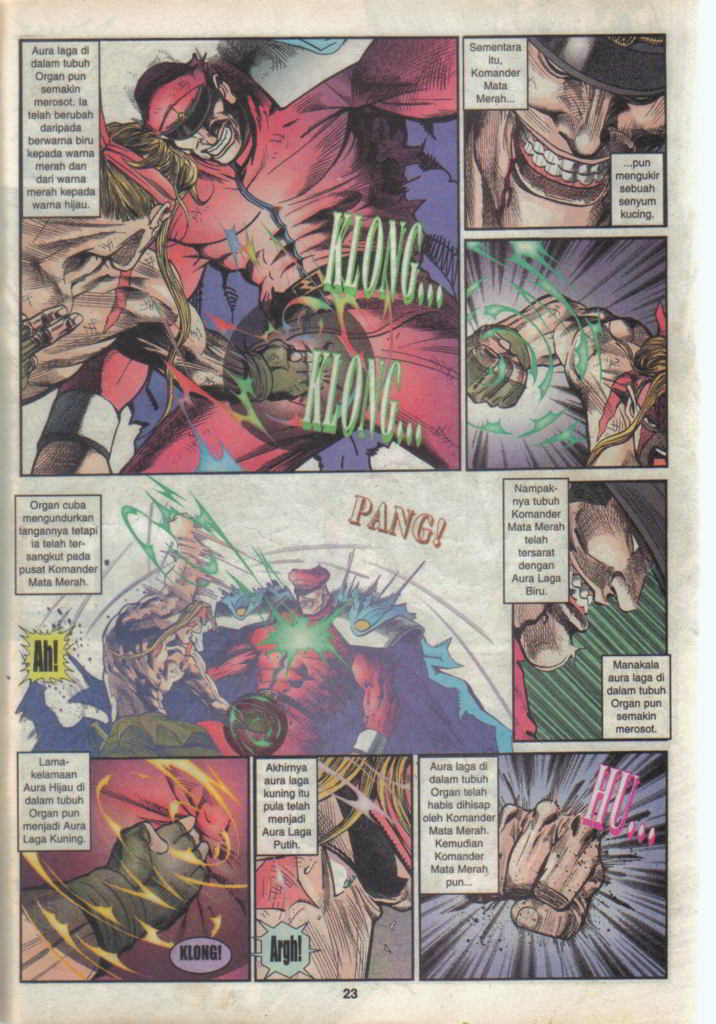 Aura laga di
dalam tubuh
Organ pun
semakin
merosot. Ia
telah berubah
daripada
berwarna biru
kepada warna
merah dan
dari warna
merah kepada
warna hijau.
KLONG...
KLONG...
Sementara
itu,
Komander
Mata
Merah...
...pun
mengukir
sebuah
senyum
kucing.
Organ cuba
mengundurkan
tangannya tetapi
ia telah ter-
sangkut pada
pusat Komander
Mata Merah.
Ah!
PANG!
Nampak-
nya tubuh
Komander
Mata Merah
telah
tersarat
dengan
Aura Laga
Biru.
Manakala
aura laga di
dalam tubuh
Organ pun
semakin
merosot.
Lama-
kelamaan
Aura Hijau di
dalam tubuh
Organ pun
menjadi Aura
Laga Kuning.
KLONG!
Akhirnya
aura laga
kuning itu
pula telah
menjadi
Aura Laga
Putih.
Argh!
Aura laga di
dalam tubuh
Organ telah
habis dihisap
oleh Komander
Mata Merah.
Kemudian
Komander
Mata Merah
pun...
HU...
23